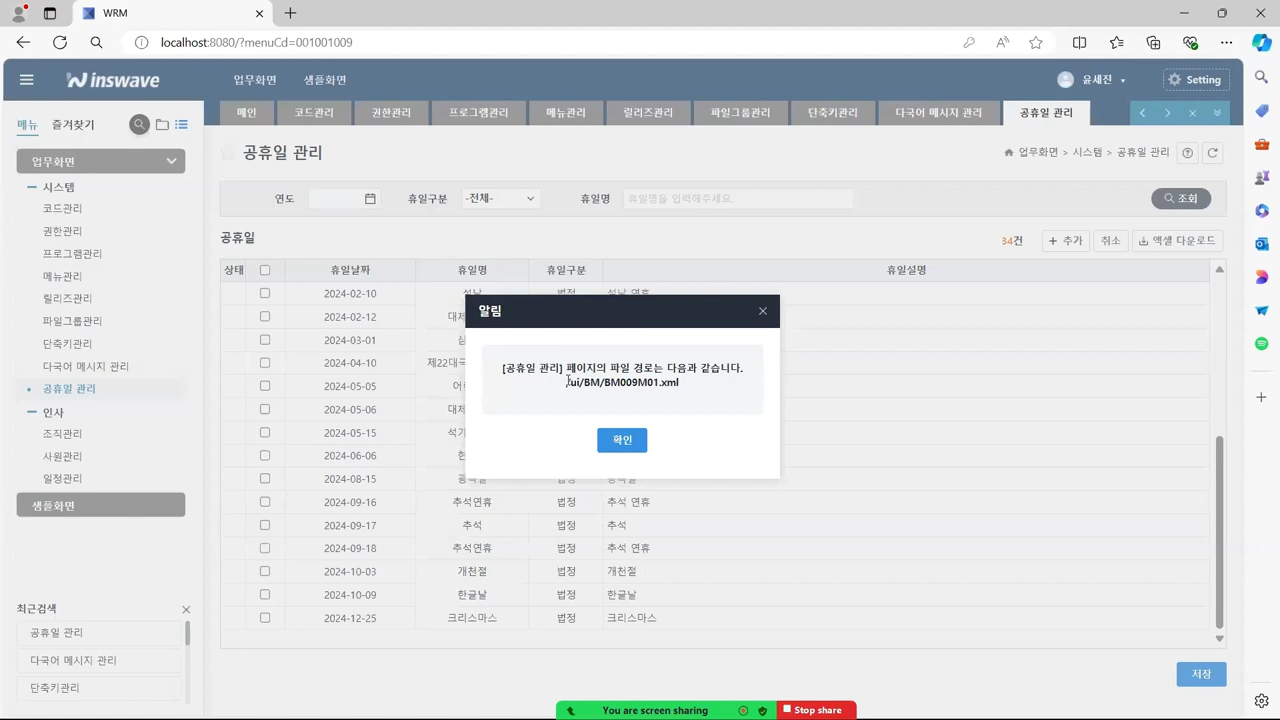 WRM
localhost:8080/?menuCd=001001009
inswave
업무화면
샘플화면
윤세진
Setting
메뉴
즐겨찾기
메인
코드관리
권한관리
프로그램관리
메뉴관리
릴리즈관리
파일그룹관리
단축키관리
다국어 메시지 관리
공휴일 관리
업무화면
시스템
코드관리
권한관리
프로그램관리
메뉴관리
릴리즈관리
파일그룹관리
단축키관리
다국어 메시지 관리
공휴일 관리
인사
조직관리
사원관리
일정관리
샘플화면
최근검색
공휴일 관리
다국어 메시지 관리
단축키관리
공휴일 관리
업무화면 > 시스템 > 공휴일 관리
연도
휴일구분
-전체-
휴일명
휴일명을 입력해주세요.
조회
공휴일
34건
추가
취소
엑셀 다운로드
상태 휴일날짜 휴일명 휴일구분 휴일설명
2024-02-10 설날 법정 설날 연휴
2024-02-12
2024-03-01
2024-04-10
2024-05-05
2024-05-06
2024-05-15
2024-06-06
2024-08-15 광복절 법정 광복절
2024-09-16 추석연휴 법정 추석 연휴
2024-09-17 추석 법정 추석
2024-09-18 추석연휴 법정 추석 연휴
2024-10-03 개천절 법정 개천절
2024-10-09 한글날 법정 한글날
2024-12-25 크리스마스 법정 크리스마스
알림
[공휴일 관리] 페이지의 파일 경로는 다음과 같습니다.
/ui/BM/BM009M01.xml
확인
저장
You are screen sharing
Stop share